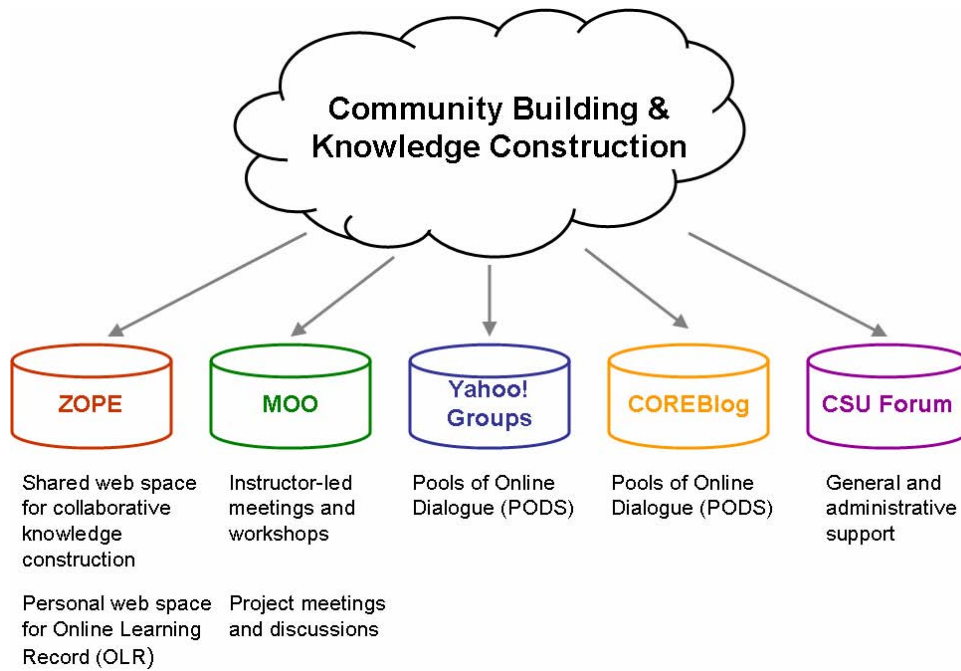 Community Building &
Knowledge Construction
ZOPE
MOO
Yahoo!
Groups
COREBlog
CSU Forum
Shared web space
for collaborative
knowledge
construction
Personal web space
for Online Learning
Record (OLR)
Instructor-led
meetings and
workshops
Project meetings
and discussions
Pools of Online
Dialogue (PODS)
Pools of Online
Dialogue (PODS)
General and
administrative
support